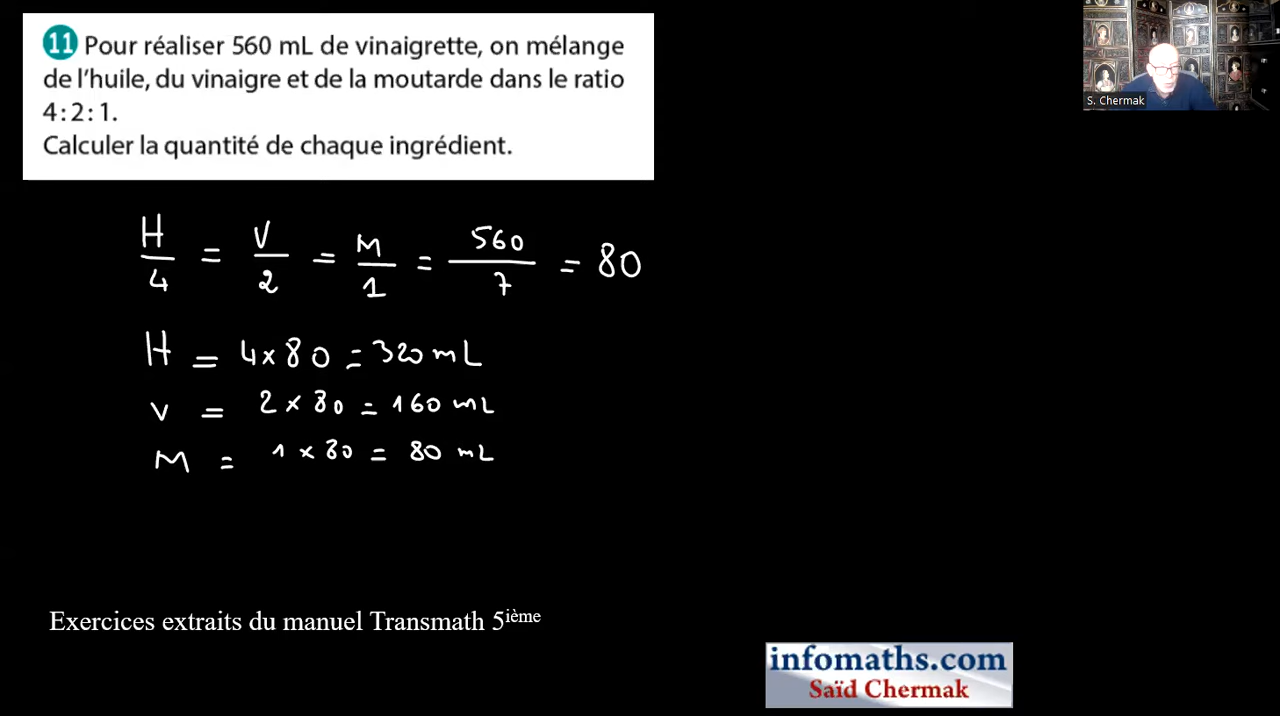 11 Pour réaliser 560 mL de vinaigrette, on mélange
de l'huile, du vinaigre et de la moutarde dans le ratio
4 : 2 : 1.
Calculer la quantité de chaque ingrédient.
S. Chermak
H/4 = V/2 = M/1 = 560/7 = 80
H = 4 × 80 = 320 mL
V = 2 × 80 = 160 mL
M = 1 × 80 = 80 mL
Exercices extraits du manuel Transmath 5ième
infomaths.com
Saïd Chermak